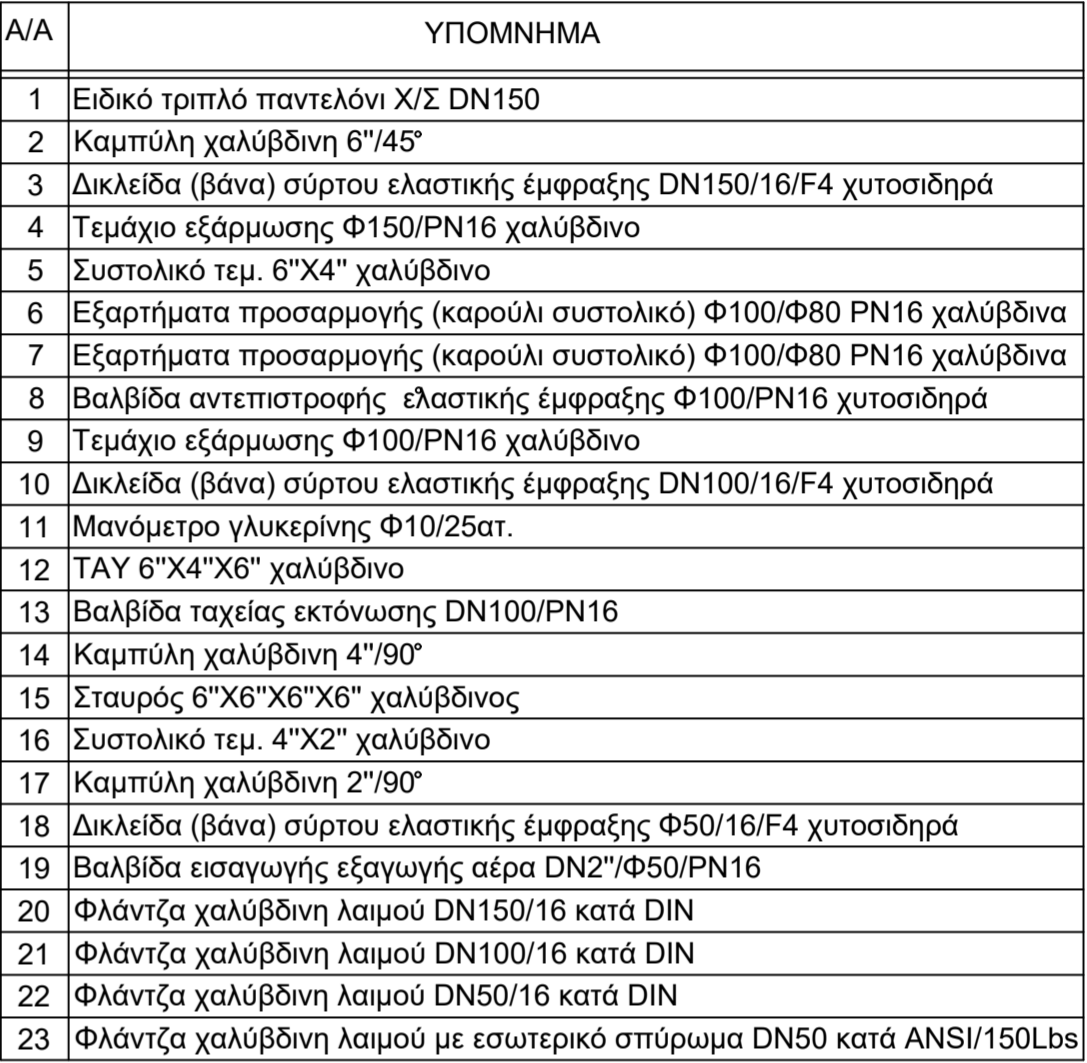 Α/Α ΥΠΟΜΝΗΜΑ
1 Ειδικό τριπλό παντελόνι Χ/Σ DN150
2 Καμπύλη χαλύβδινη 6"/45°
3 Δικλείδα (βάνα) σύρτου ελαστικής έμφραξης DN150/16/F4 χυτοσιδηρά
4 Τεμάχιο εξάρμωσης Φ150/PN16 χαλύβδινο
5 Συστολικό τεμ. 6"Χ4" χαλύβδινο
6 Εξαρτήματα προσαρμογής (καρούλι συστολικό) Φ100/Φ80 PN16 χαλύβδινα
7 Εξαρτήματα προσαρμογής (καρούλι συστολικό) Φ100/Φ80 PN16 χαλύβδινα
8 Βαλβίδα αντεπιστροφής ελαστικής έμφραξης Φ100/PN16 χυτοσιδηρά
9 Τεμάχιο εξάρμωσης Φ100/PN16 χαλύβδινο
10 Δικλείδα (βάνα) σύρτου ελαστικής έμφραξης DN100/16/F4 χυτοσιδηρά
11 Μανόμετρο γλυκερίνης Φ10/25ατ.
12 ΤΑΥ 6"Χ4"Χ6" χαλύβδινο
13 Βαλβίδα ταχείας εκτόνωσης DN100/PN16
14 Καμπύλη χαλύβδινη 4"/90°
15 Σταυρός 6"Χ6"Χ6"Χ6" χαλύβδινος
16 Συστολικό τεμ. 4"Χ2" χαλύβδινο
17 Καμπύλη χαλύβδινη 2"/90°
18 Δικλείδα (βάνα) σύρτου ελαστικής έμφραξης Φ50/16/F4 χυτοσιδηρά
19 Βαλβίδα εισαγωγής εξαγωγής αέρα DN2"/Φ50/PN16
20 Φλάντζα χαλύβδινη λαιμού DN150/16 κατά DIN
21 Φλάντζα χαλύβδινη λαιμού DN100/16 κατά DIN
22 Φλάντζα χαλύβδινη λαιμού DN50/16 κατά DIN
23 Φλάντζα χαλύβδινη λαιμού με εσωτερικό σπύρωμα DN50 κατά ANSI/150Lbs